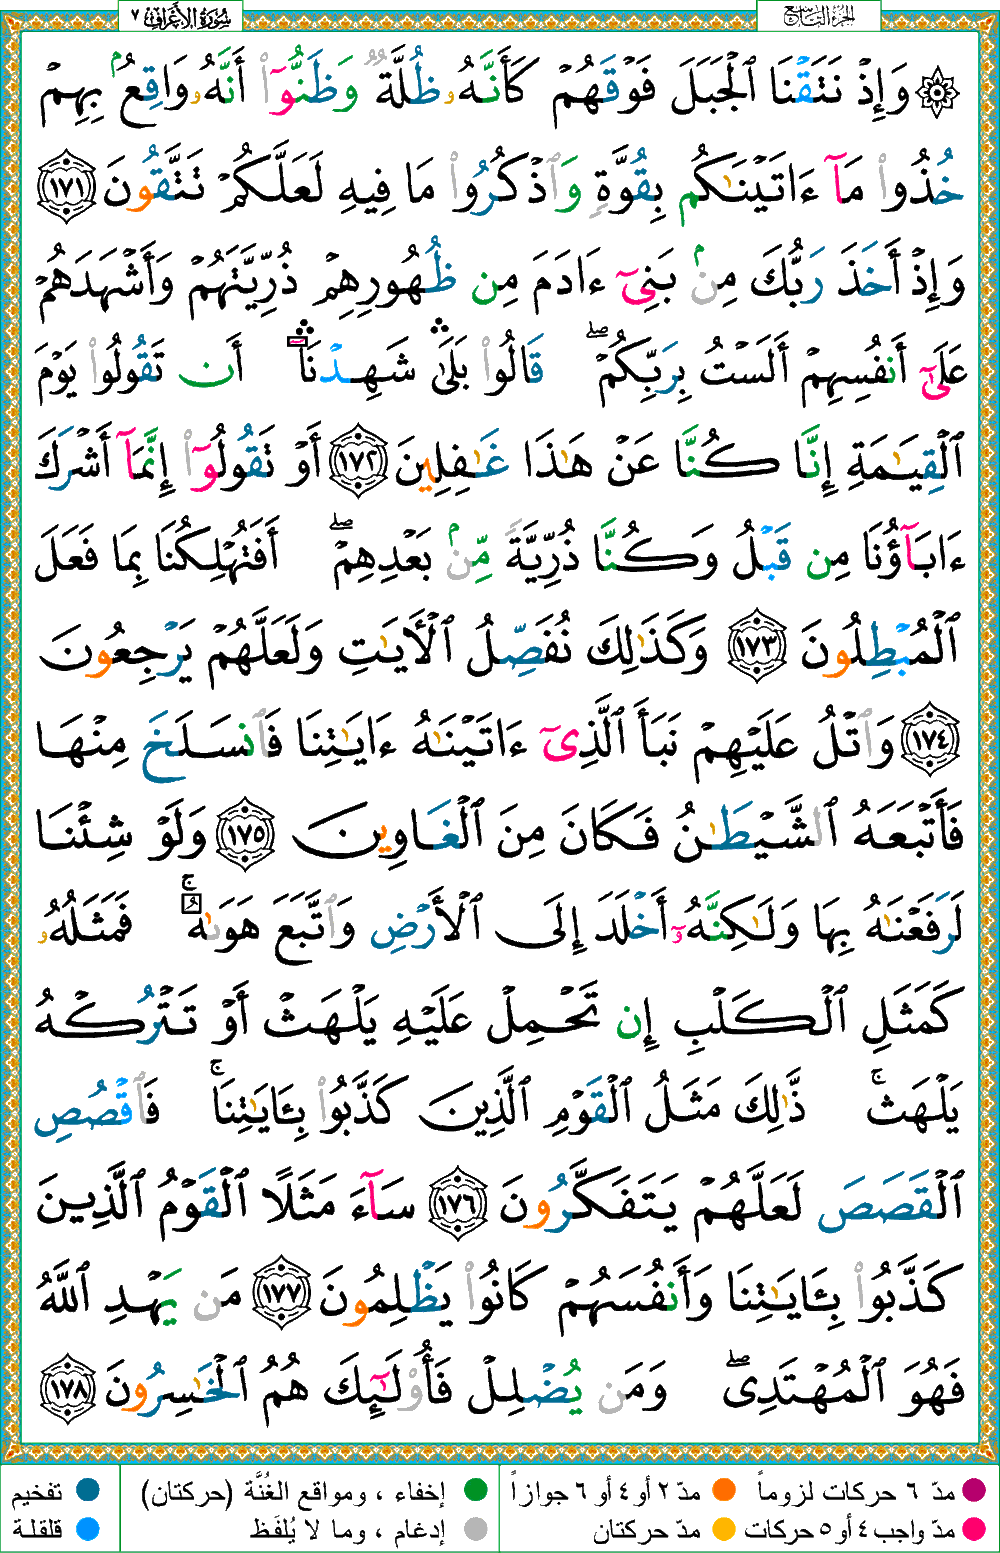 الجزء التاسع
سُورَةُ الأَعْرَافِ ٧
۞ وَإِذْ نَتَقْنَا ٱلْجَبَلَ فَوْقَهُمْ كَأَنَّهُۥ ظُلَّةٌ وَظَنُّوٓا۟ أَنَّهُۥ وَاقِعٌۢ بِهِمْ
خُذُوا۟ مَآ ءَاتَيْنَـٰكُم بِقُوَّةٍ وَٱذْكُرُوا۟ مَا فِيهِ لَعَلَّكُمْ تَتَّقُونَ ١٧١
وَإِذْ أَخَذَ رَبُّكَ مِنۢ بَنِىٓ ءَادَمَ مِن ظُهُورِهِمْ ذُرِّيَّتَهُمْ وَأَشْهَدَهُمْ
عَلَىٰٓ أَنفُسِهِمْ أَلَسْتُ بِرَبِّكُمْ ۖ قَالُوا۟ بَلَىٰ ۛ شَهِدْنَآ ۛ أَن تَقُولُوا۟ يَوْمَ
ٱلْقِيَـٰمَةِ إِنَّا كُنَّا عَنْ هَـٰذَا غَـٰفِلِينَ ١٧٢ أَوْ تَقُولُوٓا۟ إِنَّمَآ أَشْرَكَ
ءَابَآؤُنَا مِن قَبْلُ وَكُنَّا ذُرِّيَّةً مِّنۢ بَعْدِهِمْ ۖ أَفَتُهْلِكُنَا بِمَا فَعَلَ
ٱلْمُبْطِلُونَ ١٧٣ وَكَذَٰلِكَ نُفَصِّلُ ٱلْـَٔايَـٰتِ وَلَعَلَّهُمْ يَرْجِعُونَ
١٧٤ وَٱتْلُ عَلَيْهِمْ نَبَأَ ٱلَّذِىٓ ءَاتَيْنَـٰهُ ءَايَـٰتِنَا فَٱنسَلَخَ مِنْهَا
فَأَتْبَعَهُ ٱلشَّيْطَـٰنُ فَكَانَ مِنَ ٱلْغَاوِينَ ١٧٥ وَلَوْ شِئْنَا
لَرَفَعْنَـٰهُ بِهَا وَلَـٰكِنَّهُۥٓ أَخْلَدَ إِلَى ٱلْأَرْضِ وَٱتَّبَعَ هَوَىٰهُ ۚ فَمَثَلُهُۥ
كَمَثَلِ ٱلْكَلْبِ إِن تَحْمِلْ عَلَيْهِ يَلْهَثْ أَوْ تَتْرُكْهُ
يَلْهَث ۚ ذَّٰلِكَ مَثَلُ ٱلْقَوْمِ ٱلَّذِينَ كَذَّبُوا۟ بِـَٔايَـٰتِنَا ۚ فَٱقْصُصِ
ٱلْقَصَصَ لَعَلَّهُمْ يَتَفَكَّرُونَ ١٧٦ سَآءَ مَثَلًا ٱلْقَوْمُ ٱلَّذِينَ
كَذَّبُوا۟ بِـَٔايَـٰتِنَا وَأَنفُسَهُمْ كَانُوا۟ يَظْلِمُونَ ١٧٧ مَن يَهْدِ ٱللَّهُ
فَهُوَ ٱلْمُهْتَدِى ۖ وَمَن يُضْلِلْ فَأُو۟لَـٰٓئِكَ هُمُ ٱلْخَـٰسِرُونَ ١٧٨
مدّ ٦ حركات لزوماً
مدّ ٢ أو ٤ أو ٦ جوازاً
إخفاء ، ومواقع الغُنَّة (حركتان)
تفخيم
مدّ واجب ٤ أو ٥ حركات
مدّ حركتان
إدغام ، وما لا يُلفَظ
قلقلة